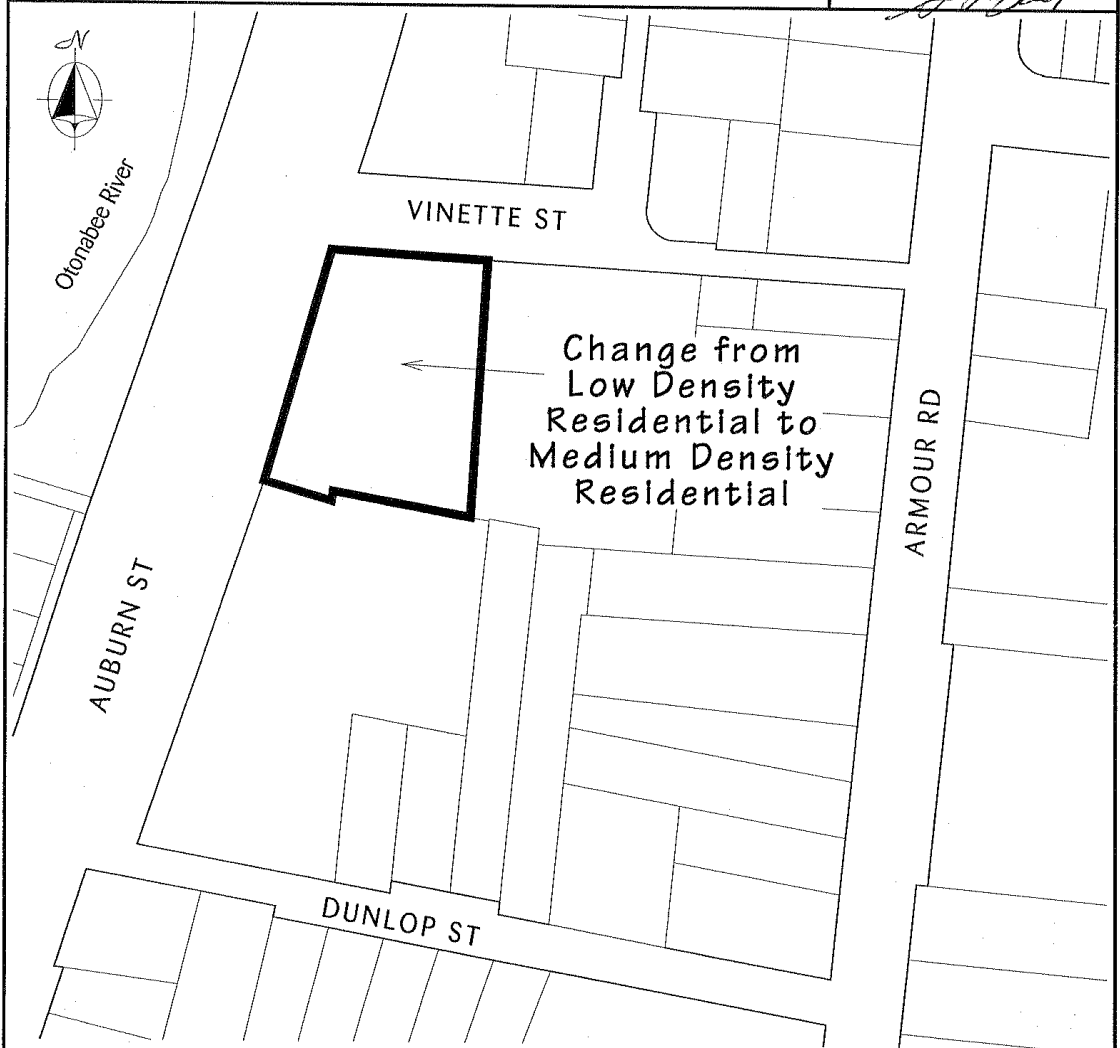 N
Otonabee River
VINETTE ST
Change from
Low Density
Residential to
Medium Density
Residential
ARMOUR RD
AUBURN ST
DUNLOP ST